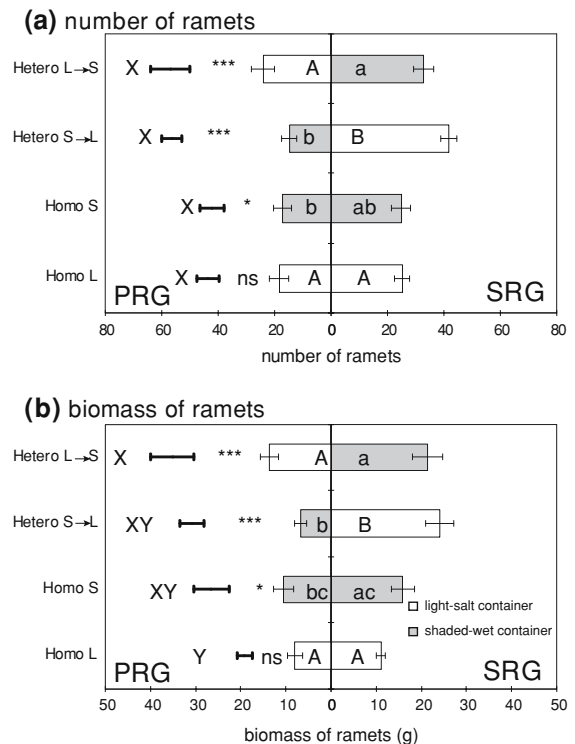 (a) number of ramets
Hetero L→S X *** A a
Hetero S→L X *** b B
Homo S X * b ab
Homo L X ns A A
PRG SRG
80 60 40 20 0 20 40 60 80
number of ramets
(b) biomass of ramets
Hetero L→S X *** A a
Hetero S→L XY *** b B
Homo S XY * bc ac
light-salt container
shaded-wet container
Homo L Y ns A A
PRG SRG
50 40 30 20 10 0 10 20 30 40 50
biomass of ramets (g)